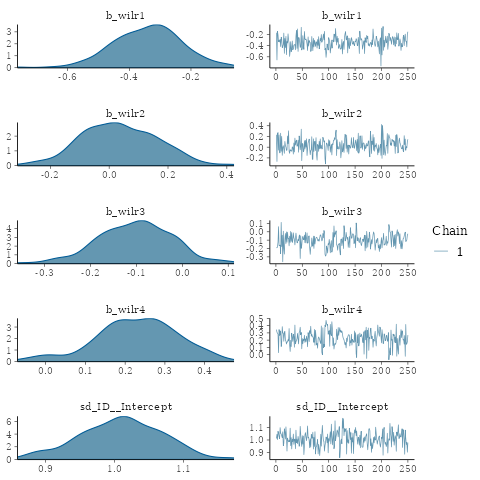 b_wilr1 b_wilr1
3
2
1
0
-0.6 -0.4 -0.2
-0.2
-0.4
-0.6
0 50 100 150 200 250
b_wilr2 b_wilr2
2
1
0
-0.2 0.0 0.2 0.4
0.4
0.2
0.0
-0.2
0 50 100 150 200 250
b_wilr3 b_wilr3
4
3
2
1
0
-0.3 -0.2 -0.1 0.0 0.1
0.1
0.0
-0.1
-0.2
-0.3
0 50 100 150 200 250
Chain
1
b_wilr4 b_wilr4
3
2
1
0
0.0 0.1 0.2 0.3 0.4
0.5
0.4
0.3
0.2
0.1
0.0
0 50 100 150 200 250
sd_ID__Intercept sd_ID__Intercept
6
4
2
0
0.9 1.0 1.1
1.1
1.0
0.9
0 50 100 150 200 250